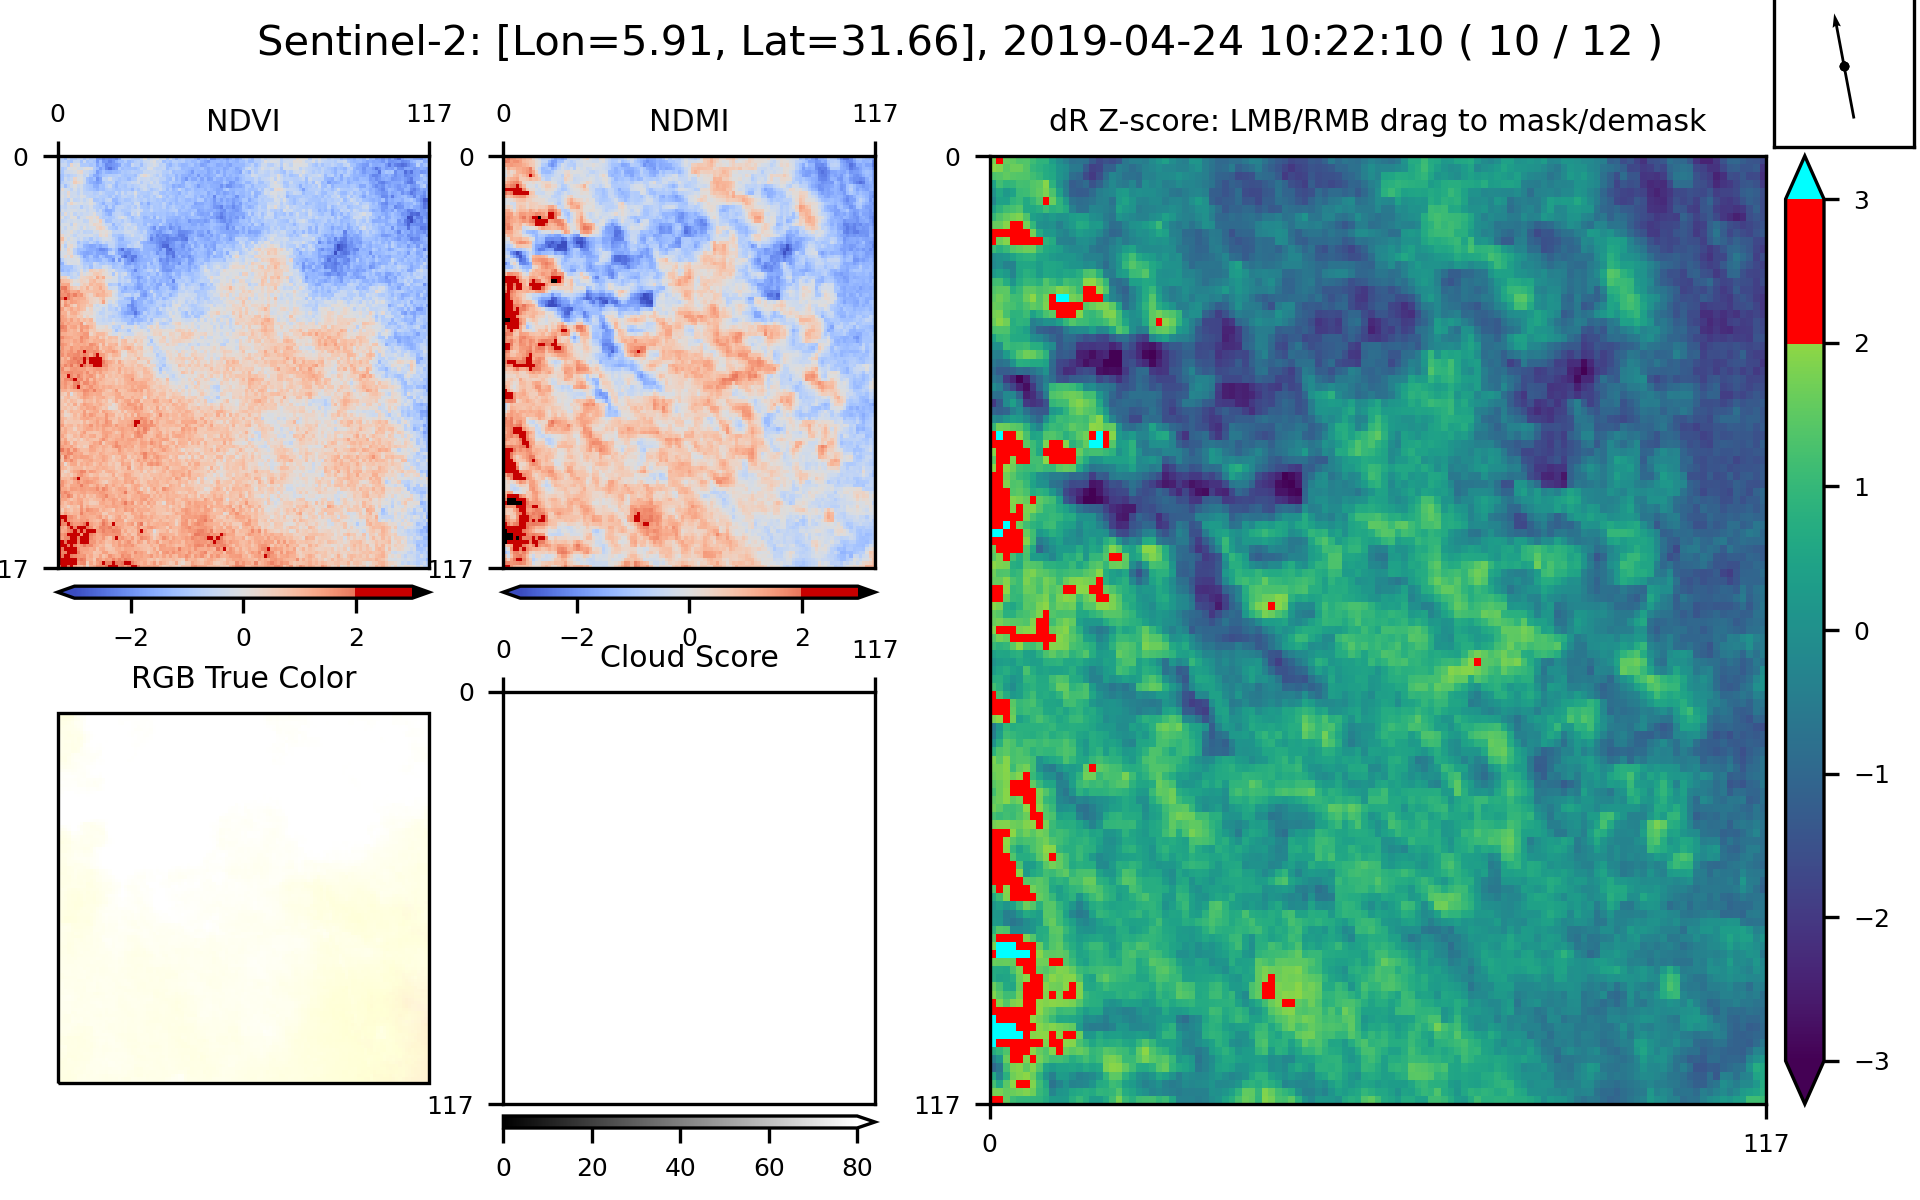 Sentinel-2: [Lon=5.91, Lat=31.66], 2019-04-24 10:22:10 ( 10 / 12 )
0 NDVI 117
0
17
−2 0 2
0 NDMI 117
0
117
−2 0 2
dR Z-score: LMB/RMB drag to mask/demask
0
117
0 117
3
2
1
0
−1
−2
−3
RGB True Color
0 Cloud Score 117
0
117
0 20 40 60 80